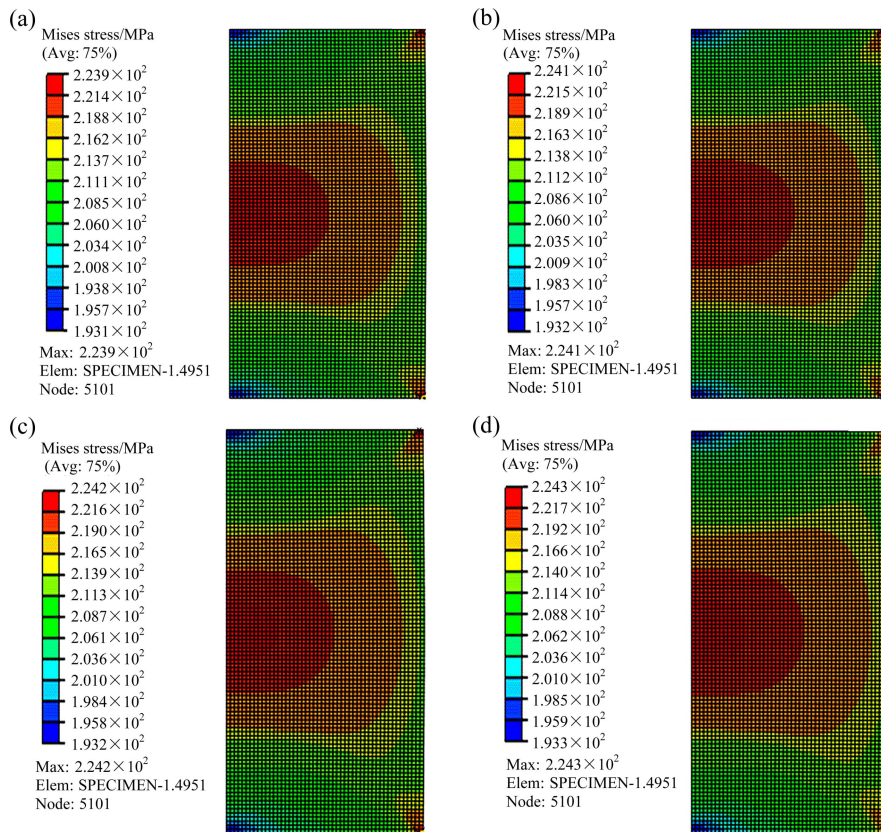 (a)
Mises stress/MPa
(Avg: 75%)
2.239×10²
2.214×10²
2.188×10²
2.162×10²
2.137×10²
2.111×10²
2.085×10²
2.060×10²
2.034×10²
2.008×10²
1.938×10²
1.957×10²
1.931×10²
Max: 2.239×10²
Elem: SPECIMEN-1.4951
Node: 5101
(b)
Mises stress/MPa
(Avg: 75%)
2.241×10²
2.215×10²
2.189×10²
2.163×10²
2.138×10²
2.112×10²
2.086×10²
2.060×10²
2.035×10²
2.009×10²
1.983×10²
1.957×10²
1.932×10²
Max: 2.241×10²
Elem: SPECIMEN-1.4951
Node: 5101
(c)
Mises stress/MPa
(Avg: 75%)
2.242×10²
2.216×10²
2.190×10²
2.165×10²
2.139×10²
2.113×10²
2.087×10²
2.061×10²
2.036×10²
2.010×10²
1.984×10²
1.958×10²
1.932×10²
Max: 2.242×10²
Elem: SPECIMEN-1.4951
Node: 5101
(d)
Mises stress/MPa
(Avg: 75%)
2.243×10²
2.217×10²
2.192×10²
2.166×10²
2.140×10²
2.114×10²
2.088×10²
2.062×10²
2.036×10²
2.010×10²
1.985×10²
1.959×10²
1.933×10²
Max: 2.243×10²
Elem: SPECIMEN-1.4951
Node: 5101